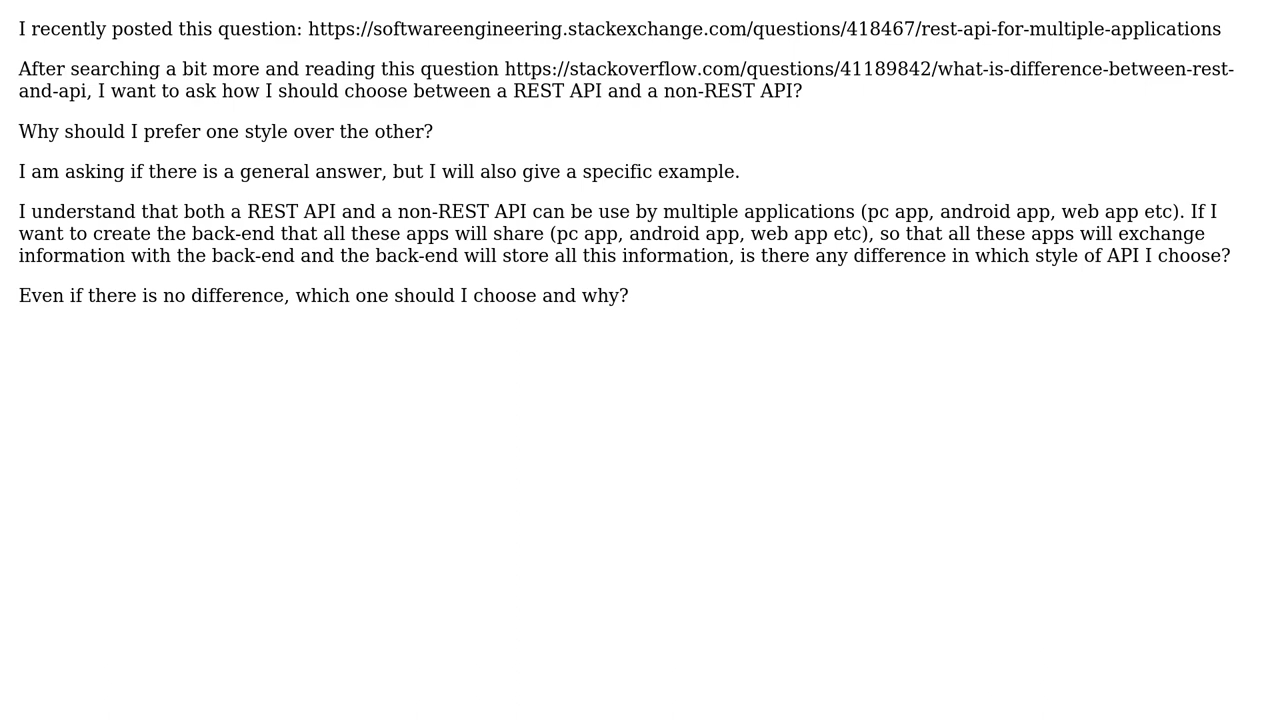 I recently posted this question: https://softwareengineering.stackexchange.com/questions/418467/rest-api-for-multiple-applications
After searching a bit more and reading this question https://stackoverflow.com/questions/41189842/what-is-difference-between-rest-
and-api, I want to ask how I should choose between a REST API and a non-REST API?
Why should I prefer one style over the other?
I am asking if there is a general answer, but I will also give a specific example.
I understand that both a REST API and a non-REST API can be use by multiple applications (pc app, android app, web app etc). If I
want to create the back-end that all these apps will share (pc app, android app, web app etc), so that all these apps will exchange
information with the back-end and the back-end will store all this information, is there any difference in which style of API I choose?
Even if there is no difference, which one should I choose and why?